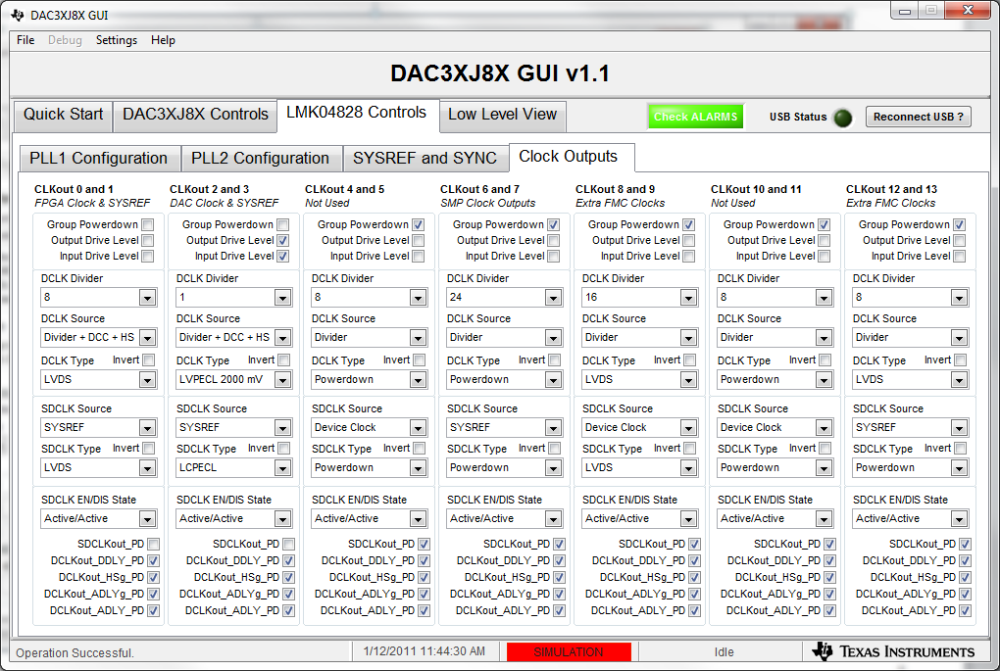 DAC3XJ8X GUI
File Debug Settings Help
DAC3XJ8X GUI v1.1
Quick Start DAC3XJ8X Controls LMK04828 Controls Low Level View Check ALARMS USB Status Reconnect USB ?
PLL1 Configuration PLL2 Configuration SYSREF and SYNC Clock Outputs
CLKout 0 and 1 CLKout 2 and 3 CLKout 4 and 5 CLKout 6 and 7 CLKout 8 and 9 CLKout 10 and 11 CLKout 12 and 13
FPGA Clock & SYSREF DAC Clock & SYSREF Not Used SMP Clock Outputs Extra FMC Clocks Not Used Extra FMC Clocks
Group Powerdown Group Powerdown Group Powerdown Group Powerdown Group Powerdown Group Powerdown Group Powerdown
Output Drive Level Output Drive Level Output Drive Level Output Drive Level Output Drive Level Output Drive Level Output Drive Level
Input Drive Level Input Drive Level Input Drive Level Input Drive Level Input Drive Level Input Drive Level Input Drive Level
DCLK Divider DCLK Divider DCLK Divider DCLK Divider DCLK Divider DCLK Divider DCLK Divider
8 1 8 24 16 8 8
DCLK Source DCLK Source DCLK Source DCLK Source DCLK Source DCLK Source DCLK Source
Divider + DCC + HS Divider + DCC + HS Divider Divider Divider Divider Divider
DCLK Type Invert DCLK Type Invert DCLK Type Invert DCLK Type Invert DCLK Type Invert DCLK Type Invert DCLK Type Invert
LVDS LVPECL 2000 mV Powerdown Powerdown LVDS Powerdown LVDS
SDCLK Source SDCLK Source SDCLK Source SDCLK Source SDCLK Source SDCLK Source SDCLK Source
SYSREF SYSREF Device Clock SYSREF Device Clock Device Clock SYSREF
SDCLK Type Invert SDCLK Type Invert SDCLK Type Invert SDCLK Type Invert SDCLK Type Invert SDCLK Type Invert SDCLK Type Invert
LVDS LCPECL Powerdown Powerdown LVDS Powerdown Powerdown
SDCLK EN/DIS State SDCLK EN/DIS State SDCLK EN/DIS State SDCLK EN/DIS State SDCLK EN/DIS State SDCLK EN/DIS State SDCLK EN/DIS State
Active/Active Active/Active Active/Active Active/Active Active/Active Active/Active Active/Active
SDCLKout_PD SDCLKout_PD SDCLKout_PD SDCLKout_PD SDCLKout_PD SDCLKout_PD SDCLKout_PD
DCLKout_DDLY_PD DCLKout_DDLY_PD DCLKout_DDLY_PD DCLKout_DDLY_PD DCLKout_DDLY_PD DCLKout_DDLY_PD DCLKout_DDLY_PD
DCLKout_HSg_PD DCLKout_HSg_PD DCLKout_HSg_PD DCLKout_HSg_PD DCLKout_HSg_PD DCLKout_HSg_PD DCLKout_HSg_PD
DCLKout_ADLYg_PD DCLKout_ADLYg_PD DCLKout_ADLYg_PD DCLKout_ADLYg_PD DCLKout_ADLYg_PD DCLKout_ADLYg_PD DCLKout_ADLYg_PD
DCLKout_ADLY_PD DCLKout_ADLY_PD DCLKout_ADLY_PD DCLKout_ADLY_PD DCLKout_ADLY_PD DCLKout_ADLY_PD DCLKout_ADLY_PD
Operation Successful. 1/12/2011 11:44:30 AM SIMULATION Idle TEXAS INSTRUMENTS